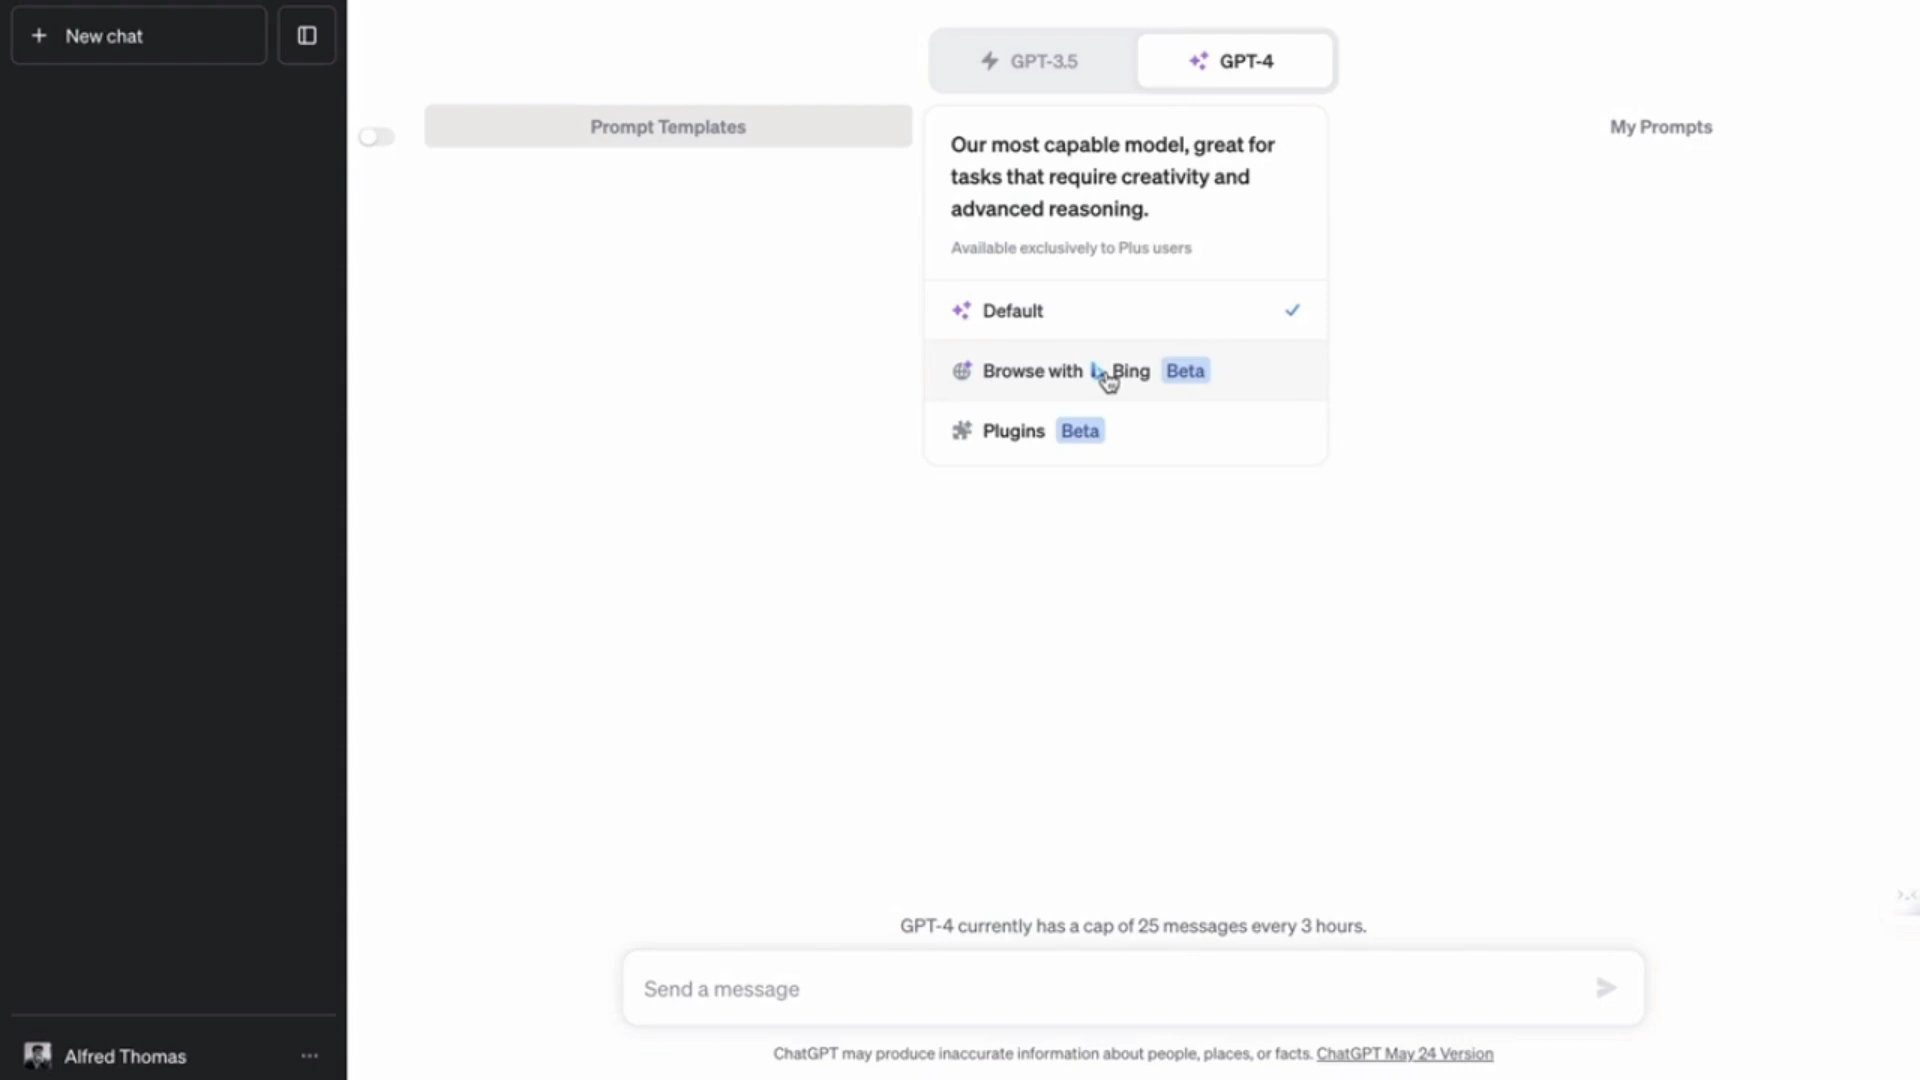 New chat
GPT-3.5
GPT-4
Prompt Templates
My Prompts
Our most capable model, great for
tasks that require creativity and
advanced reasoning.
Available exclusively to Plus users
Default
Browse with Bing Beta
Plugins Beta
GPT-4 currently has a cap of 25 messages every 3 hours.
Send a message
ChatGPT may produce inaccurate information about people, places, or facts. ChatGPT May 24 Version
Alfred Thomas